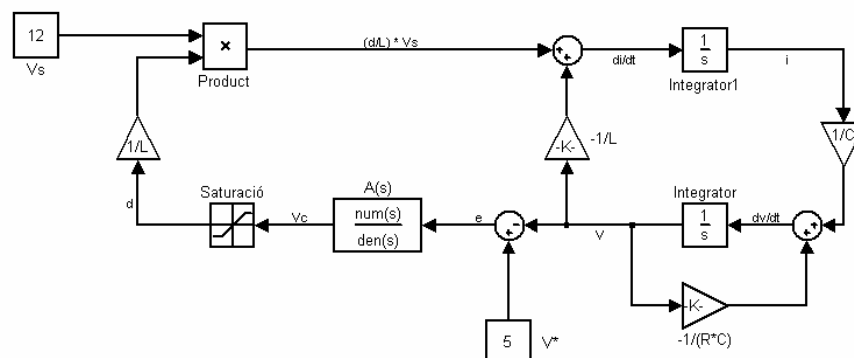 12
Vs
×
Product
(d/L) * Vs
+
+
di/dt
1
s
Integrator1
i
1/L
-K-
-1/L
1/C
d
Saturació
Vc
A(s)
num(s)
den(s)
e
-
+
V
Integrator
1
s
dv/dt
+
+
-K-
-1/(R*C)
5
V*